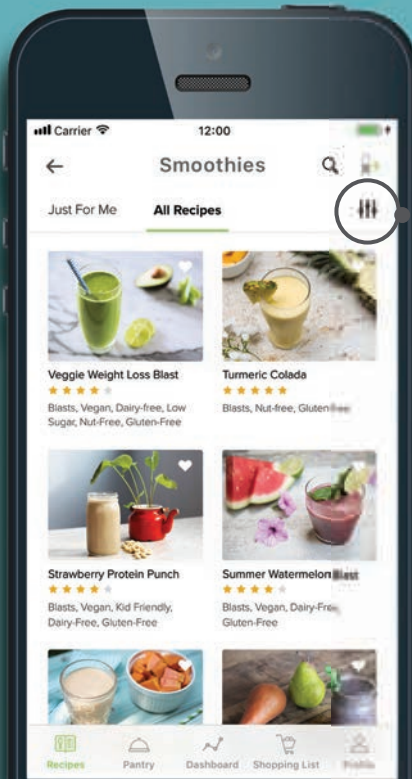 Carrier
12:00
Smoothies
Just For Me
All Recipes
Veggie Weight Loss Blast
Blasts, Vegan, Dairy-free, Low
Sugar, Nut-Free, Gluten-Free
Turmeric Colada
Blasts, Nut-free, Gluten
Strawberry Protein Punch
Blasts, Vegan, Kid Friendly,
Dairy-Free, Gluten-Free
Summer Watermelon
Blasts, Vegan, Dairy-Free,
Gluten-Free
Recipes
Pantry
Dashboard
Shopping List